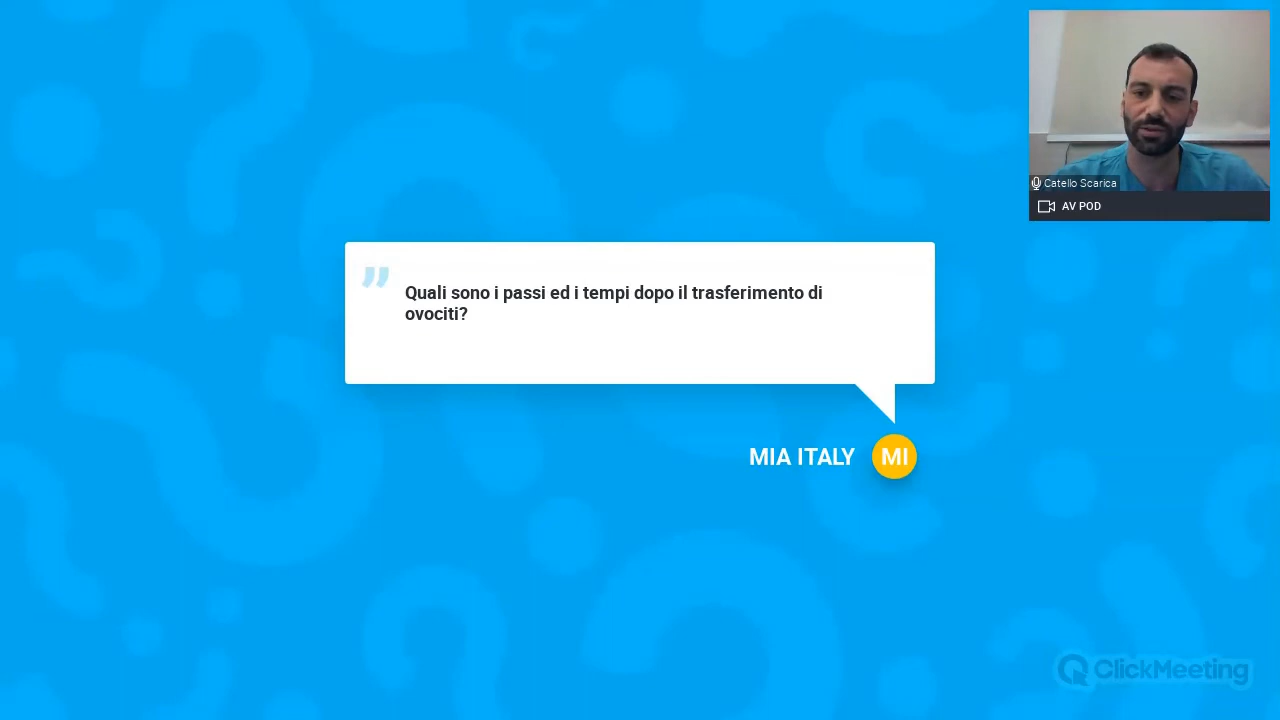 Catello Scarica
AV POD
”
Quali sono i passi ed i tempi dopo il trasferimento di
ovociti?
MIA ITALY MI
ClickMeeting